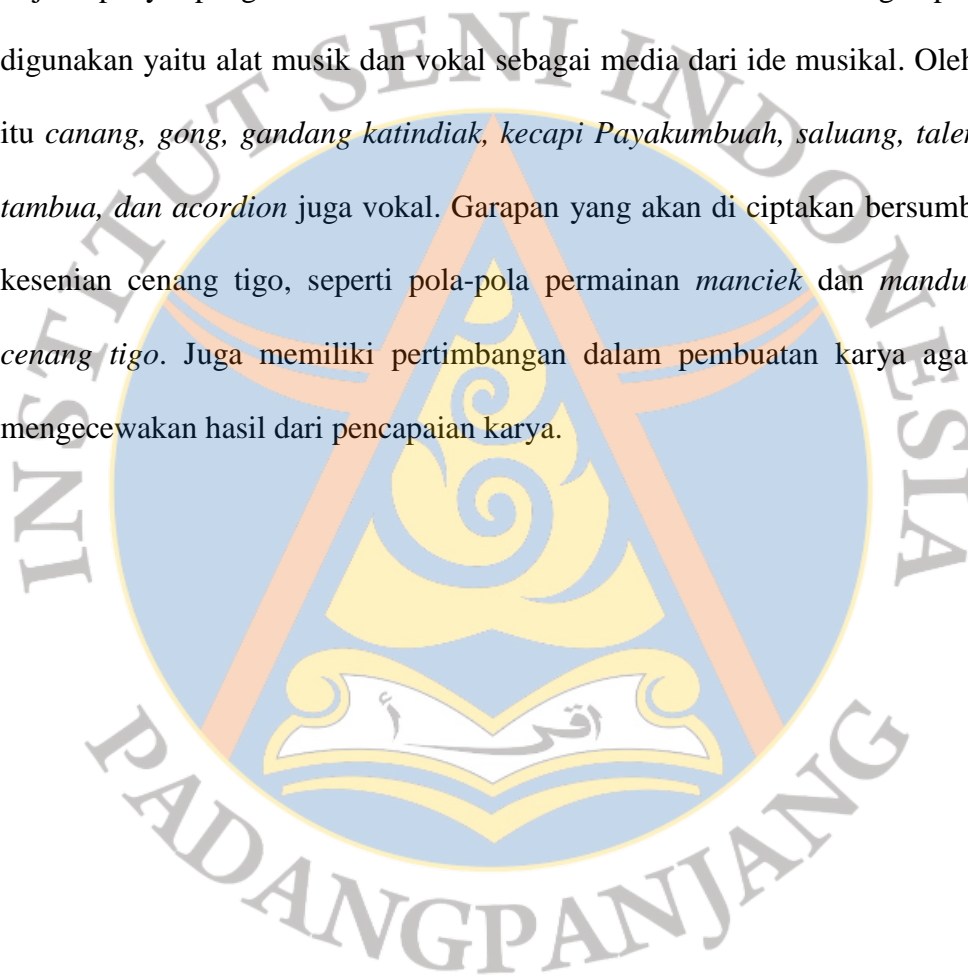 digunakan yaitu alat musik dan vokal sebagai media dari ide musikal. Oleh
itu canang, gong, gandang katindiak, kecapi Payakumbuah, saluang, talen
tambua, dan acordion juga vokal. Garapan yang akan di ciptakan bersumb
kesenian cenang tigo, seperti pola-pola permainan manciek dan mandu
cenang tigo. Juga memiliki pertimbangan dalam pembuatan karya aga
mengecewakan hasil dari pencapaian karya.
INSTITUT SENI INDONESIA
اقرأ
PADANGPANJANG